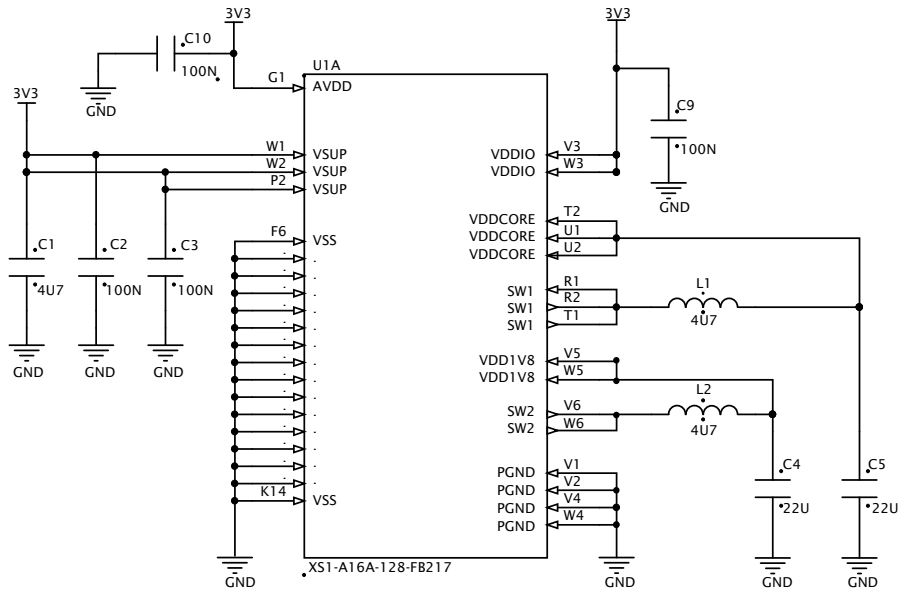 3V3
3V3
C10
100N
GND
G1
U1A
AVDD
3V3
C9
100N
GND
W1
VSUP
W2
VSUP
P2
VSUP
V3
VDDIO
W3
VDDIO
T2
VDDCORE
U1
VDDCORE
U2
VDDCORE
F6
VSS
C1
4U7
GND
C2
100N
GND
C3
100N
GND
R1
SW1
R2
SW1
T1
SW1
L1
4U7
V5
VDD1V8
W5
VDD1V8
V6
SW2
W6
SW2
L2
4U7
V1
PGND
V2
PGND
V4
PGND
W4
PGND
C4
22U
C5
22U
K14
VSS
GND
XS1-A16A-128-FB217
GND
GND
GND